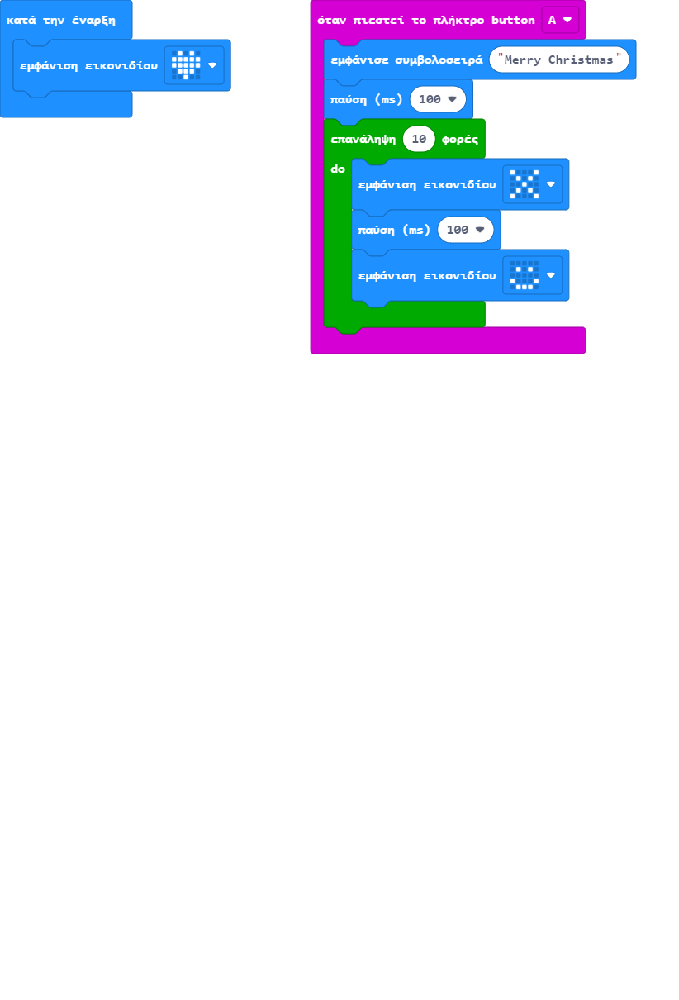 κατά την έναρξη
εμφάνιση εικονιδίου
όταν πιεστεί το πλήκτρο button A
εμφάνισε συμβολοσειρά "Merry Christmas"
παύση (ms) 100
επανάληψη 10 φορές
do
εμφάνιση εικονιδίου
παύση (ms) 100
εμφάνιση εικονιδίου